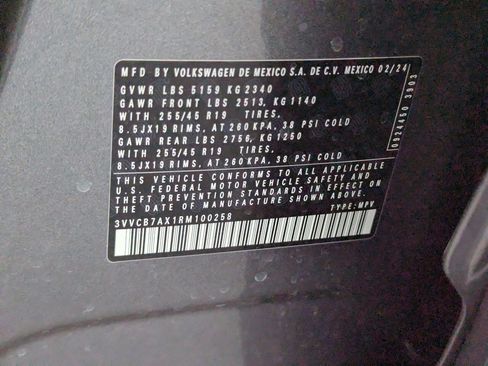 MFD BY VOLKSWAGEN DE MEXICO S.A. DE C.V. MEXICO 02/24
GVWR LBS 5159 KG 2340
GAWR FRONT LBS 2513, KG 1140
WITH 255/45 R19 TIRES,
8.5JX19 RIMS, AT 260 KPA, 38 PSI COLD
GAWR REAR LBS 2756, KG 1250
WITH 255/45 R19 TIRES,
8.5JX19 RIMS, AT 260 KPA, 38 PSI COLD
THIS VEHICLE CONFORMS TO ALL APPLICABLE
U.S. FEDERAL MOTOR VEHICLE SAFETY AND
THEFT PREVENTION STANDARDS IN EFFECT ON
THE DATE OF MANUFACTURE SHOWN ABOVE.
3VVCB7AX1RM100258
TYPE: MPV
0924450 3903